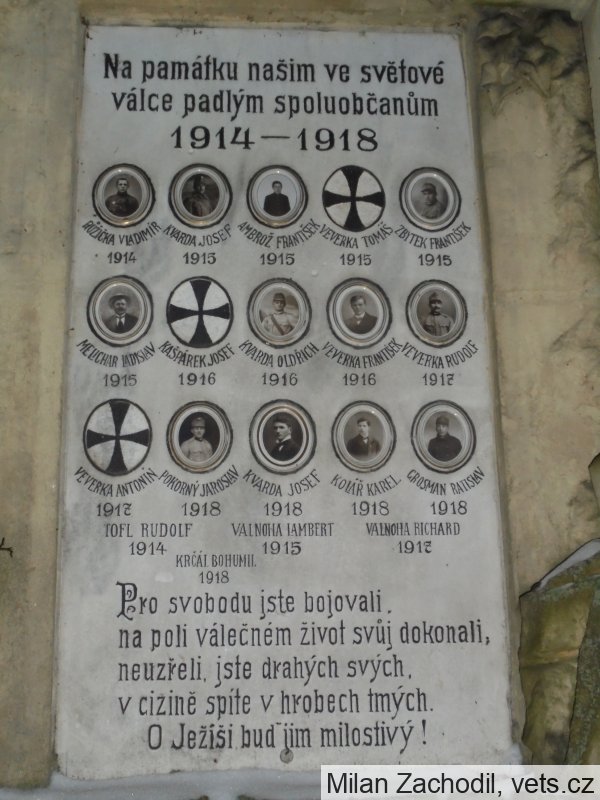 Na památku našim ve světové
válce padlým spoluobčanům
1914—1918
RŮŽIČKA VLADIMÍR KVARDA JOSEF AMBROŽ FRANTIŠEK VEVERKA TOMÁŠ ZBITEK FRANTIŠEK
1914 1915 1915 1915 1915
MELUCHAR LADISLAV KAŠPÁREK JOSEF KVARDA OLDŘICH VEVERKA FRANTIŠEK VEVERKA RUDOLF
1915 1916 1916 1916 1917
VEVERKA ANTONÍN POKORNÝ JAROSLAV KVARDA JOSEF KOLÁŘ KAREL GROSMAN RATISLAV
1917 1918 1918 1918 1918
TOFL RUDOLF VALNOHA LAMBERT VALNOHA RICHARD
1914 1915 1917
KRČÁL BOHUMIL
1918
Pro svobodu jste bojovali,
na poli válečném život svůj dokonali,
neuzřeli, jste drahých svých,
v cizině spíte v hrobech tmých.
O Ježíši buď jim milostivý!
Milan Zachodil, vets.cz